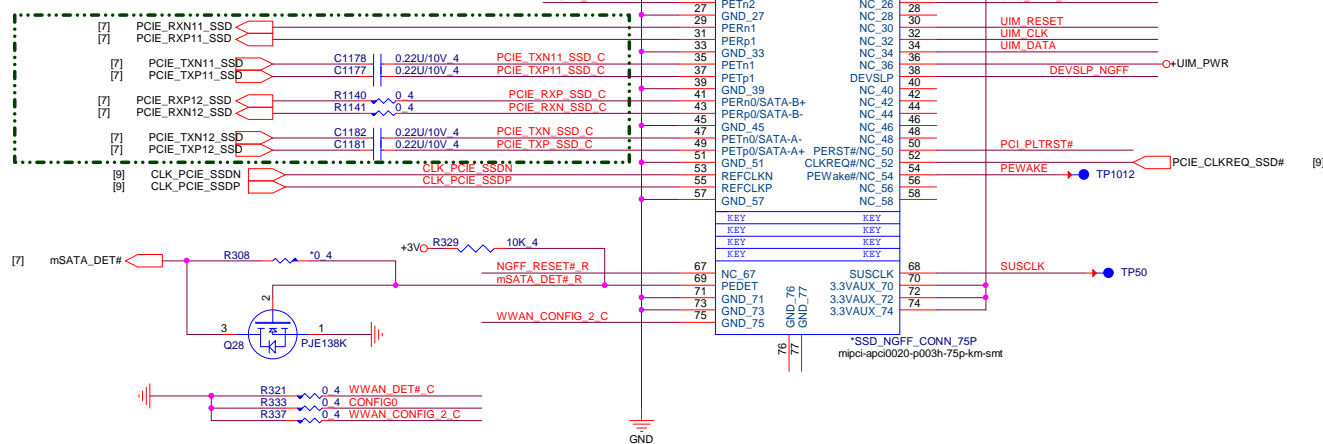 PETn2 NC_26
27 GND_27 NC_28 28
[7] PCIE_RXN11_SSD 29 PERn1 NC_30 30 UIM_RESET
[7] PCIE_RXP11_SSD 31 PERp1 NC_32 32 UIM_CLK
33 GND_33 NC_34 34 UIM_DATA
[7] PCIE_TXN11_SSD C1178 0.22U/10V_4 PCIE_TXN11_SSD_C 35 PETn1 NC_36 36 +UIM_PWR
[7] PCIE_TXP11_SSD C1177 0.22U/10V_4 PCIE_TXP11_SSD_C 37 PETp1 DEVSLP 38 DEVSLP_NGFF
39 GND_39 NC_40 40
[7] PCIE_RXP12_SSD R1140 0_4 PCIE_RXP_SSD_C 41 PERn0/SATA-B+ NC_42 42
[7] PCIE_RXN12_SSD R1141 0_4 PCIE_RXN_SSD_C 43 PERp0/SATA-B- NC_44 44
45 GND_45 NC_46 46
[7] PCIE_TXN12_SSD C1182 0.22U/10V_4 PCIE_TXN_SSD_C 47 PETn0/SATA-A- NC_48 48
[7] PCIE_TXP12_SSD C1181 0.22U/10V_4 PCIE_TXP_SSD_C 49 PETp0/SATA-A+ PERST#/NC_50 50 PCI_PLTRST#
51 GND_51 CLKREQ#/NC_52 52 PCIE_CLKREQ_SSD# [9]
[9] CLK_PCIE_SSDN CLK_PCIE_SSDN 53 REFCLKN PEWake#/NC_54 54 PEWAKE TP1012
[9] CLK_PCIE_SSDP CLK_PCIE_SSDP 55 REFCLKP NC_56 56
57 GND_57 NC_58 58
KEY KEY
KEY KEY
KEY KEY
KEY KEY
+3V R329 10K_4
[7] mSATA_DET# R308 *0_4
NGFF_RESET#_R 67 NC_67 SUSCLK 68 SUSCLK TP50
mSATA_DET#_R 69 PEDET 3.3VAUX_70 70
71 GND_71 3.3VAUX_72 72
73 GND_73 3.3VAUX_74 74
WWAN_CONFIG_2_C 75 GND_75
GND_76 GND_77
76 77
2
3 1
Q28 PJE138K
*SSD_NGFF_CONN_75P
mipci-apci0020-p003h-75p-km-smt
R321 0_4 WWAN_DET#_C
R333 0_4 CONFIG0
R337 0_4 WWAN_CONFIG_2_C
GND